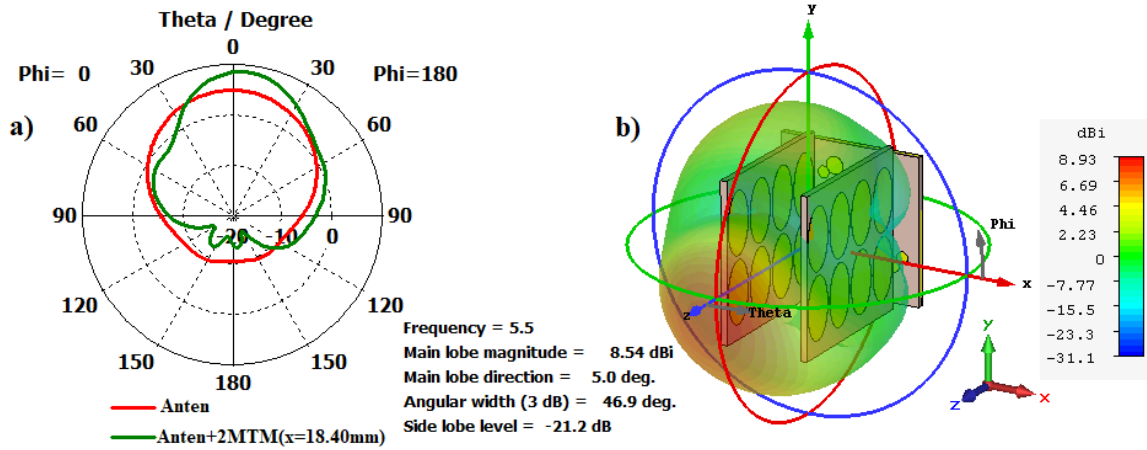 Theta / Degree
0
Phi= 0 30 30 Phi=180
a)
60 60
90 -20 -10 0 90
120 120
150 150
180
Anten
Anten+2MTM(x=18.40mm)
Frequency = 5.5
Main lobe magnitude = 8.54 dBi
Main lobe direction = 5.0 deg.
Angular width (3 dB) = 46.9 deg.
Side lobe level = -21.2 dB
b)
y
Phi
x
z
Theta
dBi
8.93
6.69
4.46
2.23
0
-7.77
-15.5
-23.3
-31.1
y
z
x